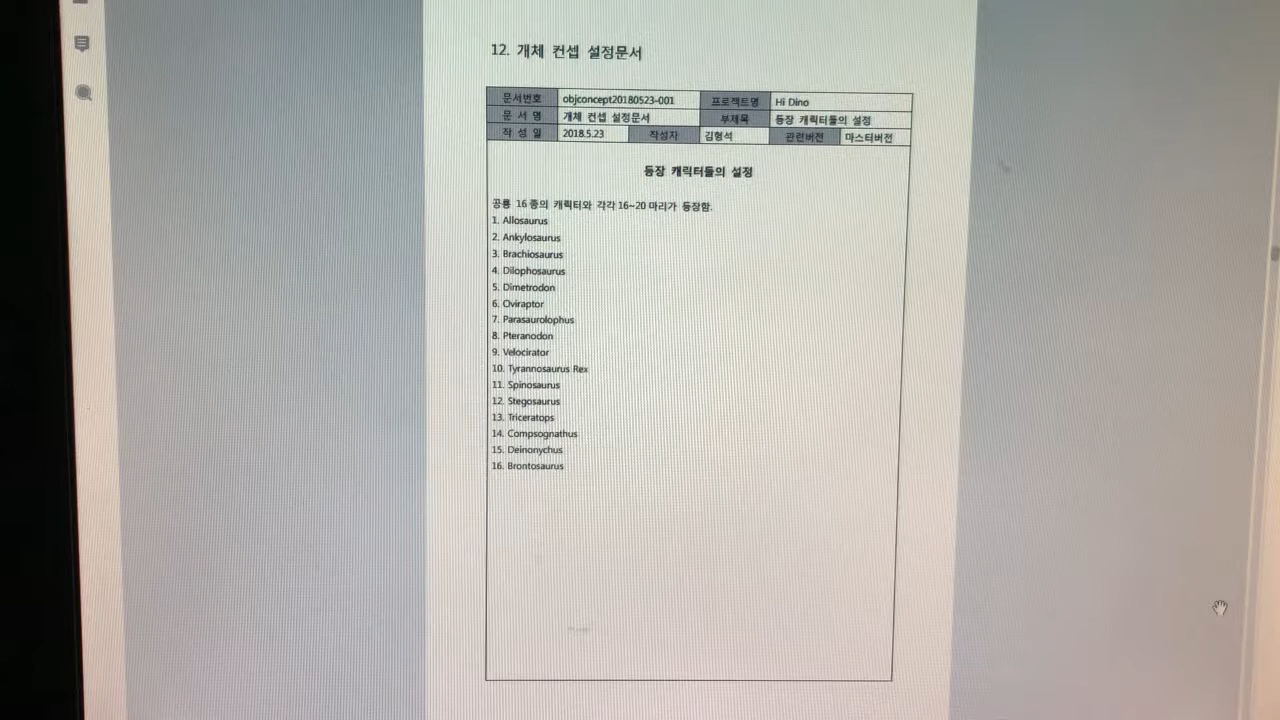 12. 개체 컨셉 설정문서
문서번호 objconcept20180523-001 프로젝트명 Hi Dino
문 서 명 개체 컨셉 설정문서 부제목 등장 캐릭터들의 설정
작 성 일 2018.5.23 작성자 김형석 관련버전 마스터버전
등장 캐릭터들의 설정
공룡 16종의 캐릭터와 각각 16~20마리가 등장함.
1. Allosaurus
2. Ankylosaurus
3. Brachiosaurus
4. Dilophosaurus
5. Dimetrodon
6. Oviraptor
7. Parasaurolophus
8. Pteranodon
9. Velocirator
10. Tyrannosaurus Rex
11. Spinosaurus
12. Stegosaurus
13. Triceratops
14. Compsognathus
15. Deinonychus
16. Brontosaurus